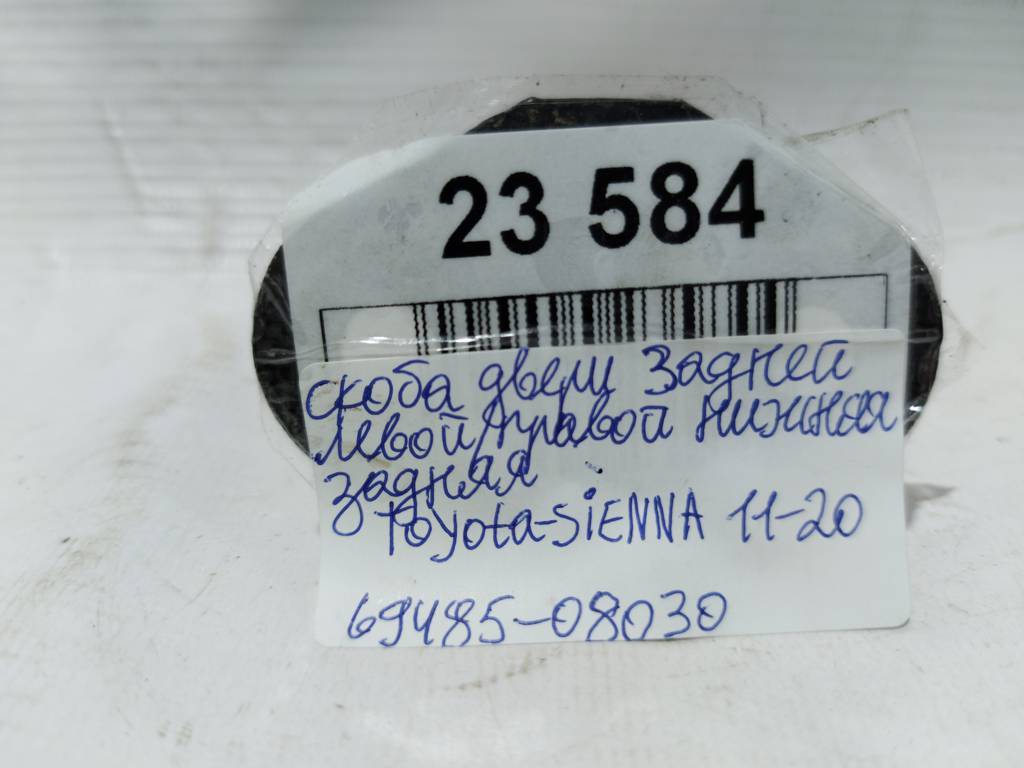 23 584
скоба двери задней
левой/правой нижняя
задняя
Toyota-SiENNA 11-20
69485-08030